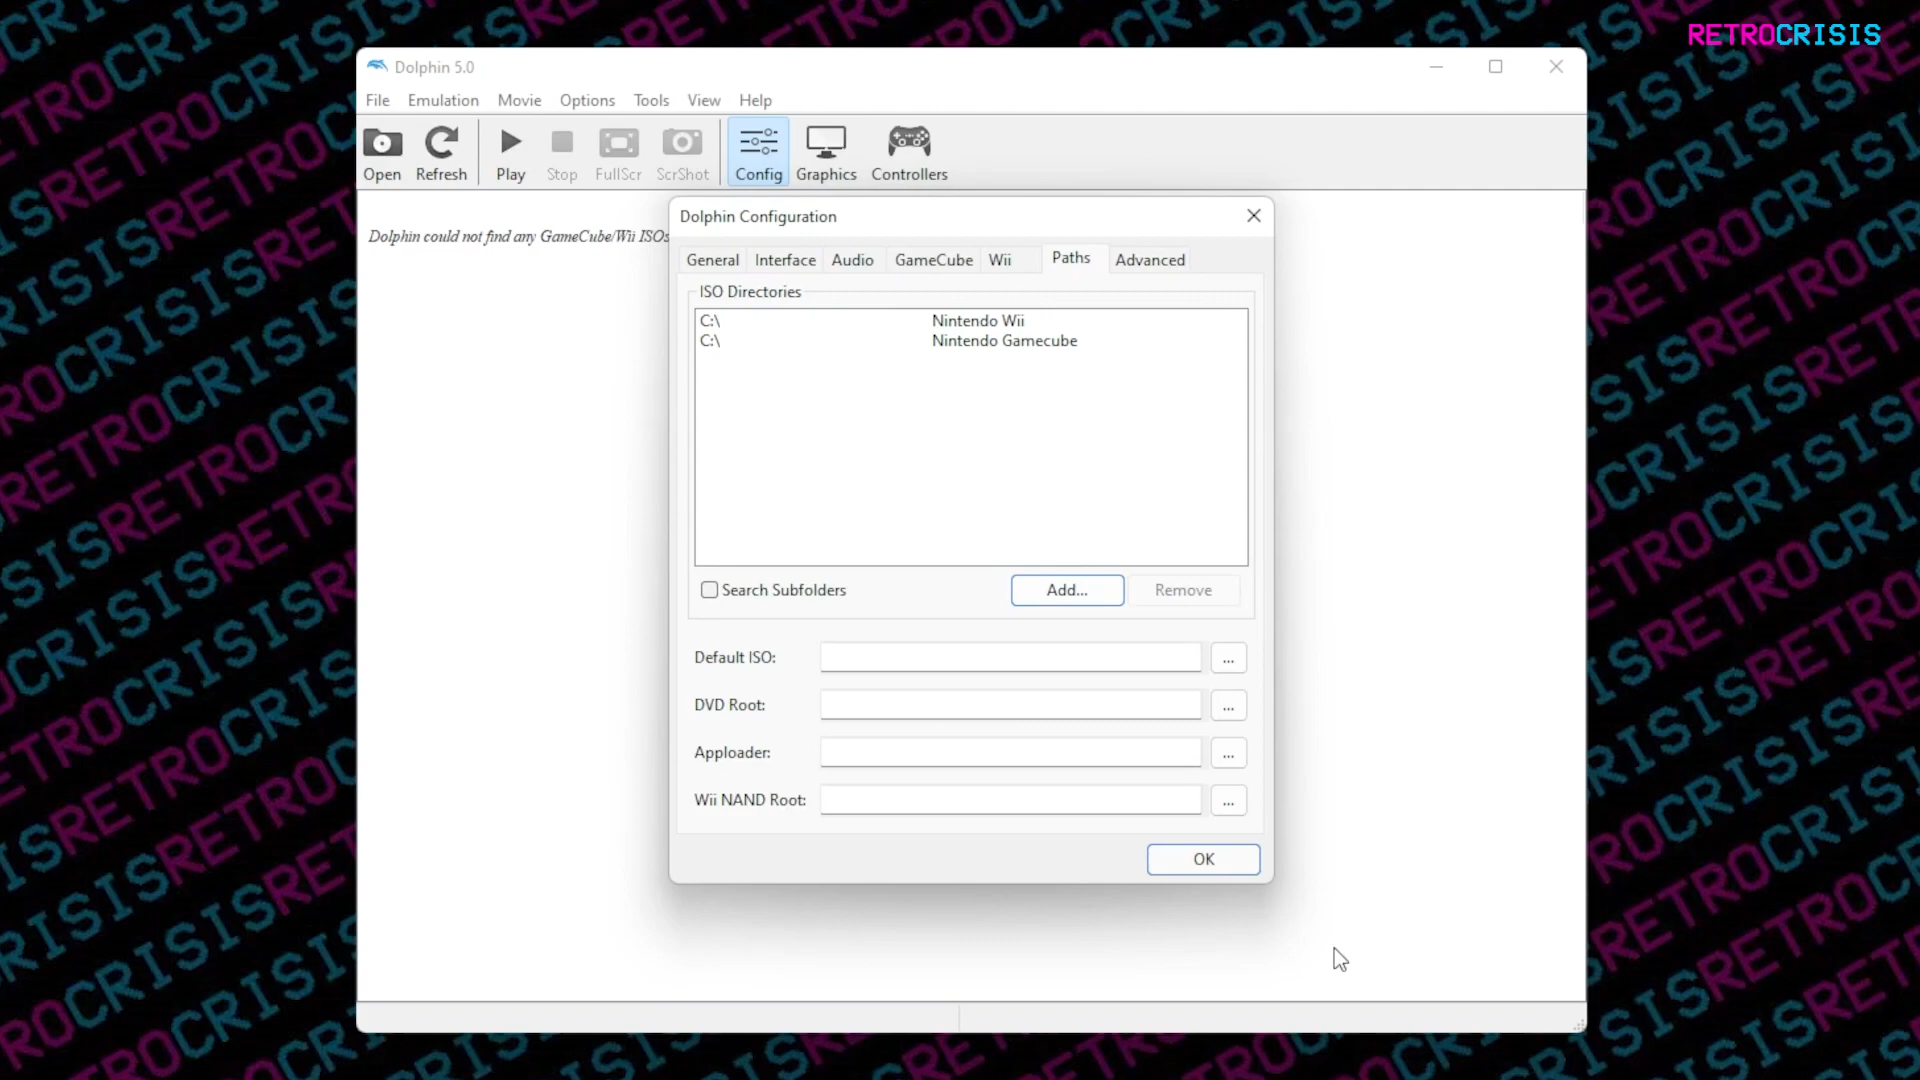 RETROCRISIS
Dolphin 5.0
File Emulation Movie Options Tools View Help
Open Refresh Play Stop FullScr ScrShot Config Graphics Controllers
Dolphin could not find any GameCube/Wii ISOs
Dolphin Configuration
General Interface Audio GameCube Wii Paths Advanced
ISO Directories
C:\ Nintendo Wii
C:\ Nintendo Gamecube
Search Subfolders Add... Remove
Default ISO: ...
DVD Root: ...
Apploader: ...
Wii NAND Root: ...
OK